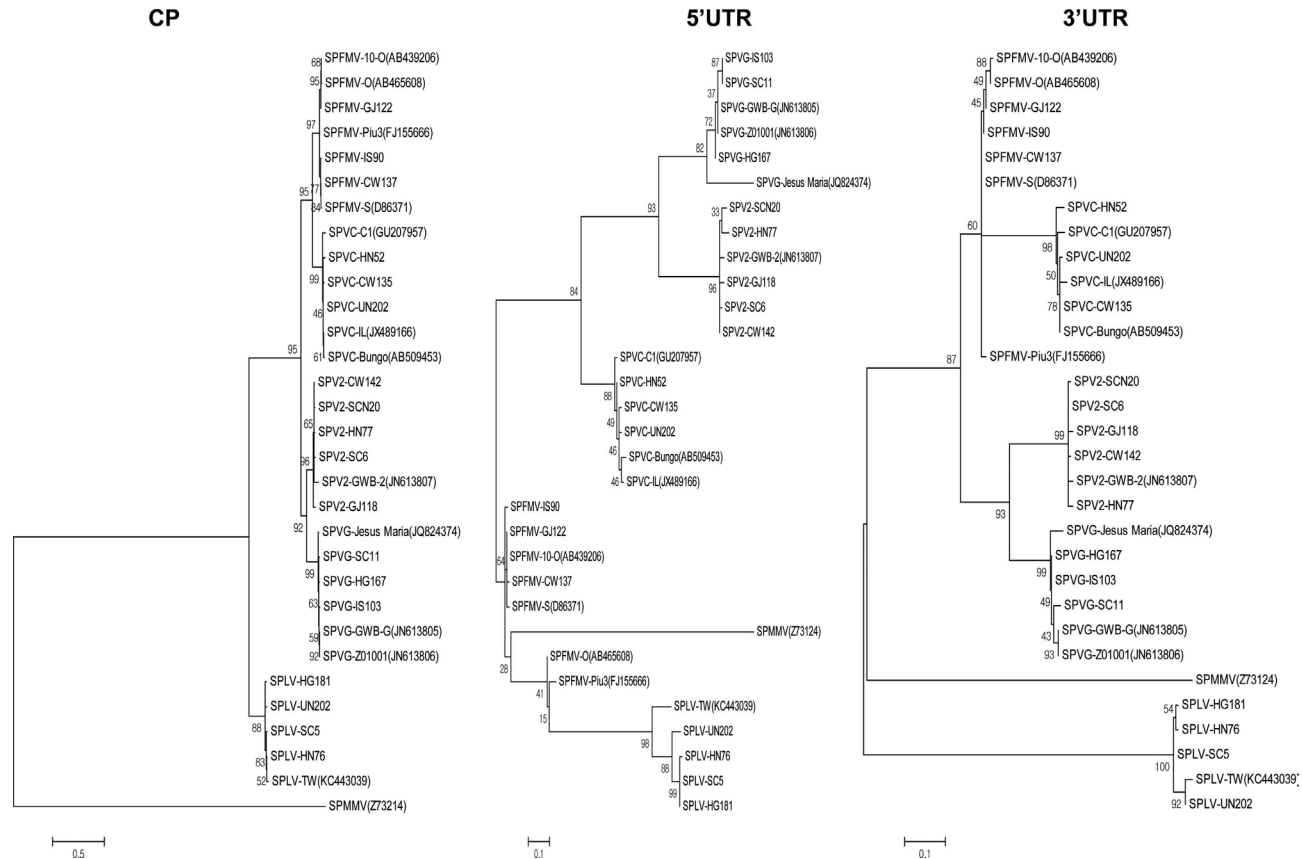 CP
68
SPFMV-10-O(AB439206)
95
SPFMV-O(AB465608)
SPFMV-GJ122
97
SPFMV-Piu3(FJ155666)
SPFMV-IS90
77
SPFMV-CW137
95
84
SPFMV-S(D86371)
SPVC-C1(GU207957)
SPVC-HN52
99
SPVC-CW135
SPVC-UN202
46
SPVC-IL(JX489166)
95
61
SPVC-Bungo(AB509453)
SPV2-CW142
SPV2-SCN20
65
SPV2-HN77
96
SPV2-SC6
SPV2-GWB-2(JN613807)
SPV2-GJ118
92
SPVG-Jesus Maria(JQ824374)
SPVG-SC11
99
SPVG-HG167
63
SPVG-IS103
59
SPVG-GWB-G(JN613805)
92
SPVG-Z01001(JN613806)
SPLV-HG181
SPLV-UN202
88
SPLV-SC5
83
SPLV-HN76
52
SPLV-TW(KC443039)
SPMMV(Z73214)
0.5
5'UTR
87
SPVG-IS103
SPVG-SC11
37
SPVG-GWB-G(JN613805)
72
SPVG-Z01001(JN613806)
82
SPVG-HG167
SPVG-Jesus Maria(JQ824374)
93
33
SPV2-SCN20
SPV2-HN77
SPV2-GWB-2(JN613807)
96
SPV2-GJ118
84
SPV2-SC6
SPV2-CW142
SPVC-C1(GU207957)
88
SPVC-HN52
SPVC-CW135
49
SPVC-UN202
46
SPVC-Bungo(AB509453)
46
SPVC-IL(JX489166)
SPFMV-IS90
SPFMV-GJ122
64
SPFMV-10-O(AB439206)
SPFMV-CW137
SPFMV-S(D86371)
SPMMV(Z73124)
28
SPFMV-O(AB465608)
41
SPFMV-Piu3(FJ155666)
15
SPLV-TW(KC443039)
98
SPLV-UN202
88
SPLV-HN76
SPLV-SC5
99
SPLV-HG181
0.1
3'UTR
88
SPFMV-10-O(AB439206)
49
SPFMV-O(AB465608)
45
SPFMV-GJ122
SPFMV-IS90
SPFMV-CW137
SPFMV-S(D86371)
60
SPVC-HN52
SPVC-C1(GU207957)
98
SPVC-UN202
50
SPVC-IL(JX489166)
78
SPVC-CW135
SPVC-Bungo(AB509453)
87
SPFMV-Piu3(FJ155666)
SPV2-SCN20
SPV2-SC6
99
SPV2-GJ118
SPV2-CW142
SPV2-GWB-2(JN613807)
SPV2-HN77
93
SPVG-Jesus Maria(JQ824374)
SPVG-HG167
99
SPVG-IS103
49
SPVG-SC11
43
SPVG-GWB-G(JN613805)
93
SPVG-Z01001(JN613806)
SPMMV(Z73124)
54
SPLV-HG181
SPLV-HN76
SPLV-SC5
100
SPLV-TW(KC443039)
92
SPLV-UN202
0.1